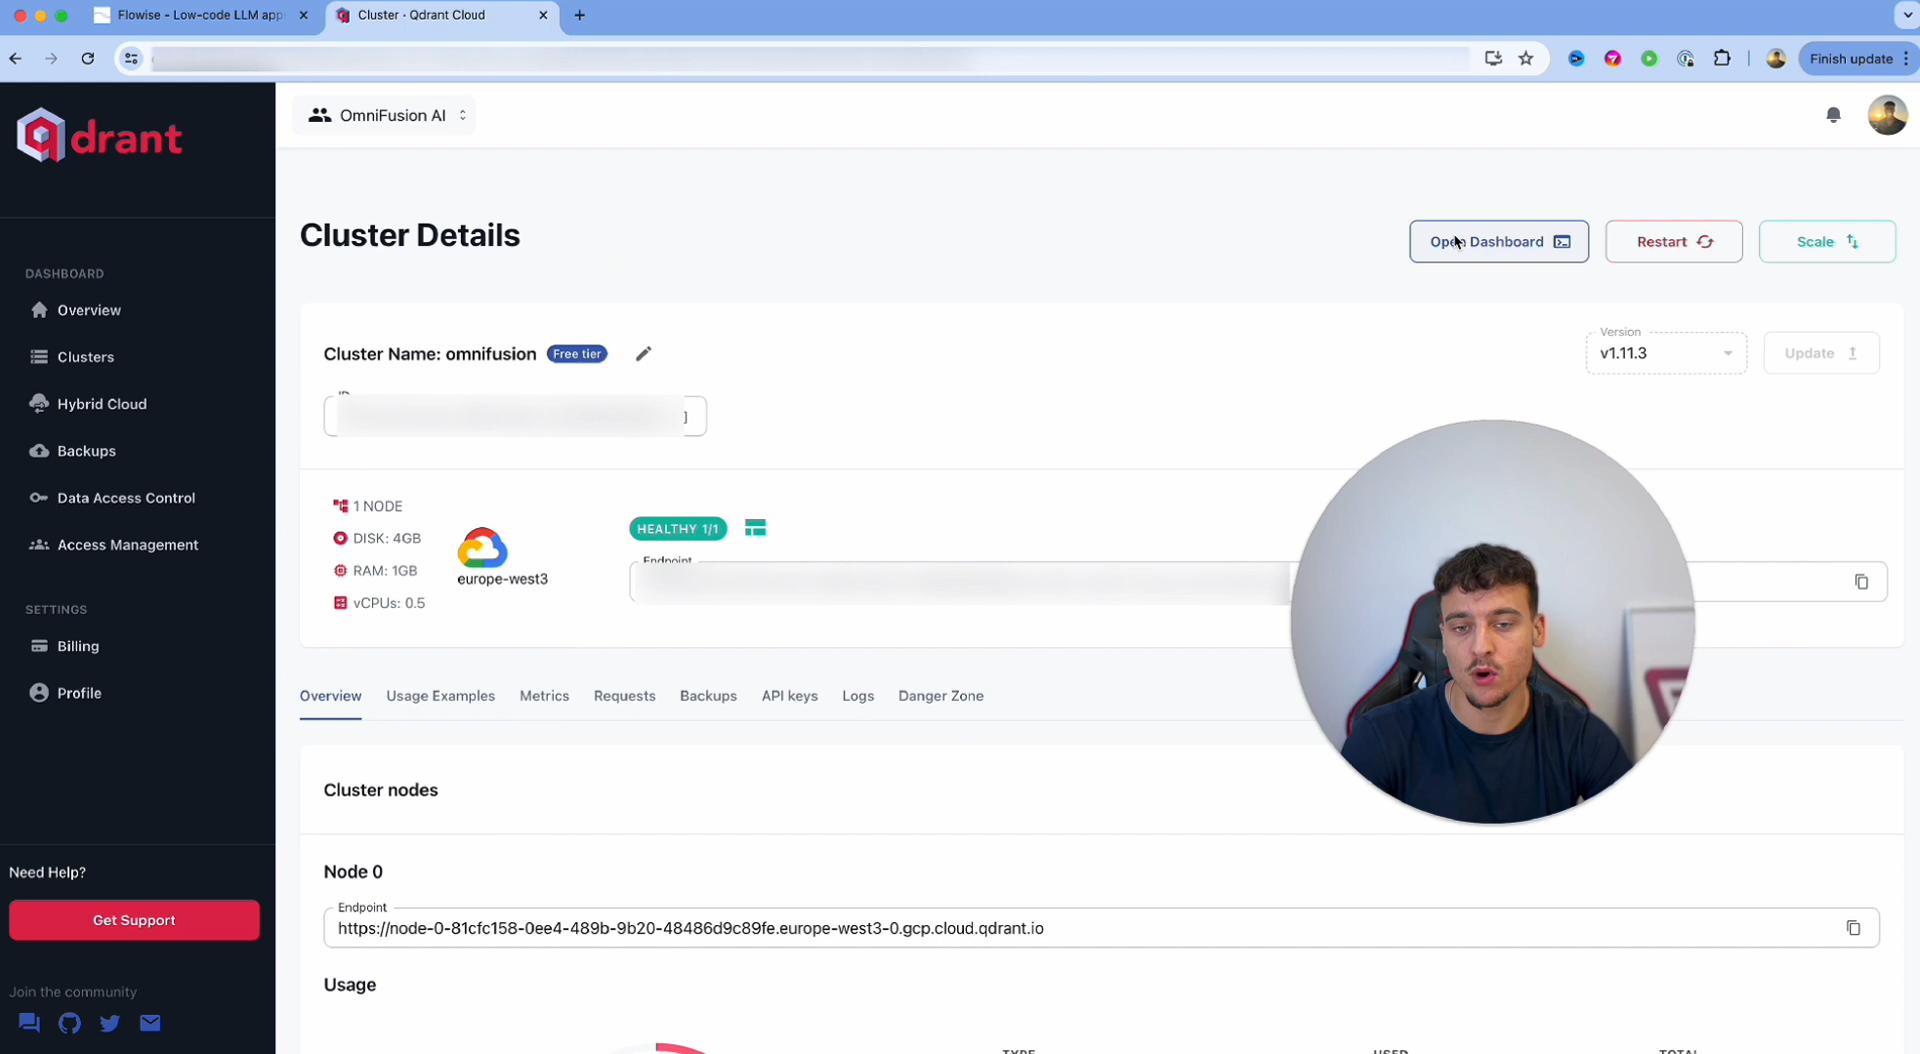 Flowise - Low-code LLM app
Cluster · Qdrant Cloud
Finish update
qdrant
OmniFusion AI
Cluster Details
Open Dashboard
Restart
Scale
DASHBOARD
Overview
Clusters
Hybrid Cloud
Backups
Data Access Control
Access Management
SETTINGS
Billing
Profile
Need Help?
Get Support
Join the community
Cluster Name: omnifusion
Free tier
Version
v1.11.3
Update
ID
1 NODE
DISK: 4GB
RAM: 1GB
vCPUs: 0.5
europe-west3
HEALTHY 1/1
Endpoint
Overview
Usage Examples
Metrics
Requests
Backups
API keys
Logs
Danger Zone
Cluster nodes
Node 0
Endpoint
https://node-0-81cfc158-0ee4-489b-9b20-48486d9c89fe.europe-west3-0.gcp.cloud.qdrant.io
Usage
TYPE
USED
TOTAL